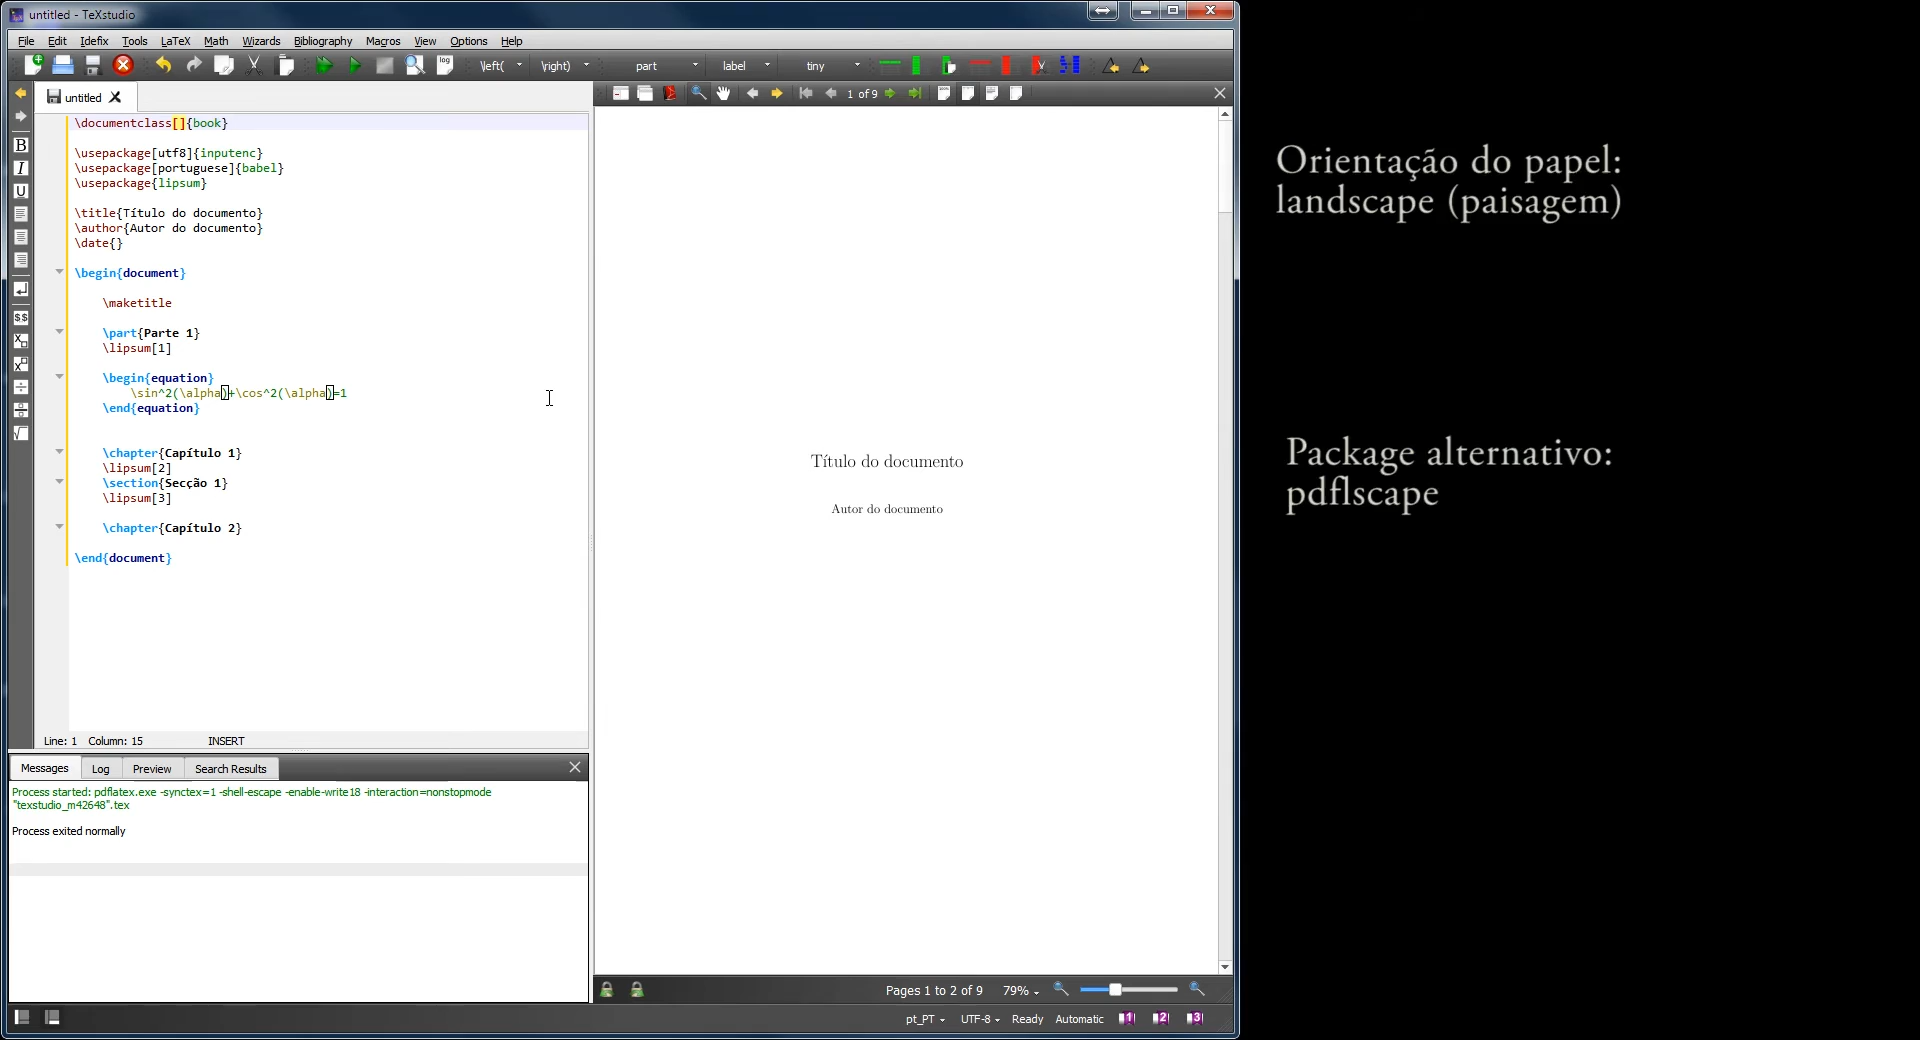 untitled - TeXstudio
File Edit Idefix Tools LaTeX Math Wizards Bibliography Macros View Options Help
log \left( \right) part label tiny
untitled
1 of 9
\documentclass[]{book}
\usepackage[utf8]{inputenc}
\usepackage[portuguese]{babel}
\usepackage{lipsum}
\title{Título do documento}
\author{Autor do documento}
\date{}
\begin{document}
\maketitle
\part{Parte 1}
\lipsum[1]
\begin{equation}
\sin^2(\alpha)+\cos^2(\alpha)=1
\end{equation}
\chapter{Capítulo 1}
\lipsum[2]
\section{Secção 1}
\lipsum[3]
\chapter{Capítulo 2}
\end{document}
B
I
U
$$
Line: 1 Column: 15 INSERT
Messages Log Preview Search Results
Process started: pdflatex.exe -synctex=1 -shell-escape -enable-write18 -interaction=nonstopmode
"texstudio_m42648".tex
Process exited normally
Título do documento
Autor do documento
Pages 1 to 2 of 9 79%
pt_PT UTF-8 Ready Automatic 1 2 3
Orientação do papel:
landscape (paisagem)
Package alternativo:
pdflscape